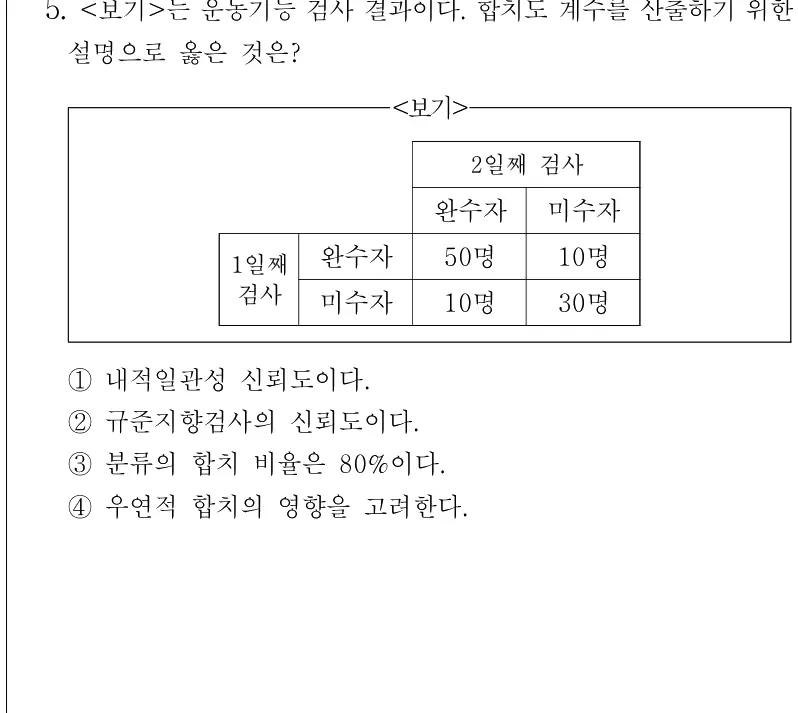 5. <보기>는 운동기능 검사 결과이다. 합치도 계수를 산출하기 위한
설명으로 옳은 것은?
<보기>
2일째 검사
완수자 미수자
1일째 검사 완수자 50명 10명
미수자 10명 30명
① 내적일관성 신뢰도이다.
② 규준지향검사의 신뢰도이다.
③ 분류의 합치 비율은 80%이다.
④ 우연적 합치의 영향을 고려한다.